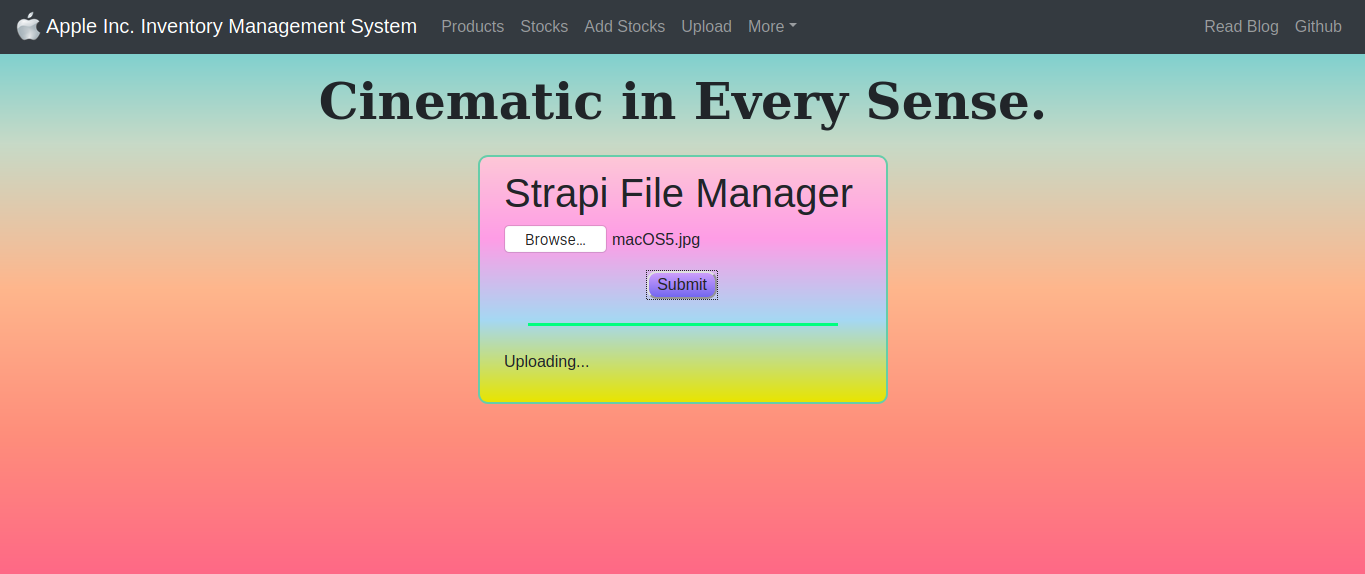 Apple Inc. Inventory Management System Products Stocks Add Stocks Upload More Read Blog Github
Cinematic in Every Sense.
Strapi File Manager
Browse... macOS5.jpg
Submit
Uploading...